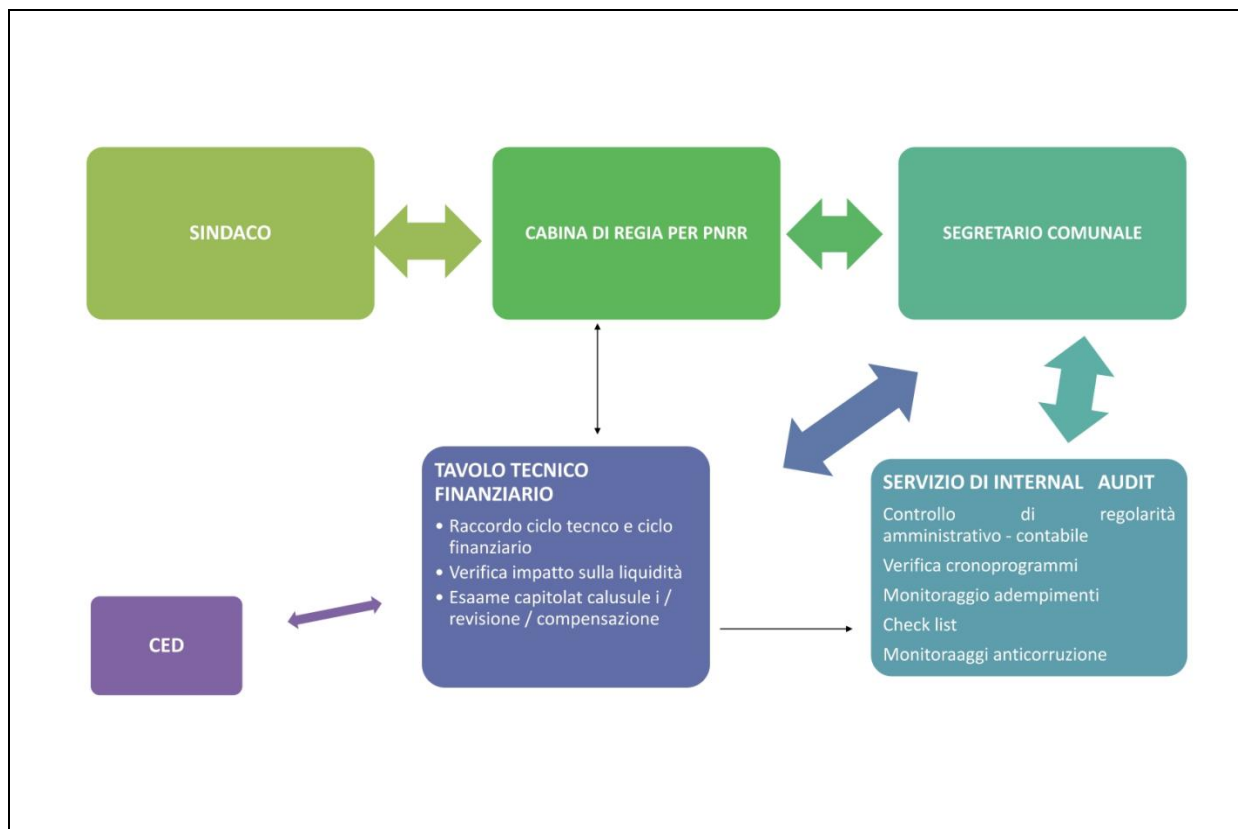 SINDACO
CABINA DI REGIA PER PNRR
SEGRETARIO COMUNALE
TAVOLO TECNICO
FINANZIARIO
• Raccordo ciclo tecnco e ciclo
finanziario
• Verifica impatto sulla liquidità
• Esaame capitolat calusule i /
revisione / compensazione
SERVIZIO DI INTERNAL AUDIT
Controllo di regolarità
amministrativo - contabile
Verifica cronoprogrammi
Monitoraggio adempimenti
Check list
Monitoraaggi anticorruzione
CED